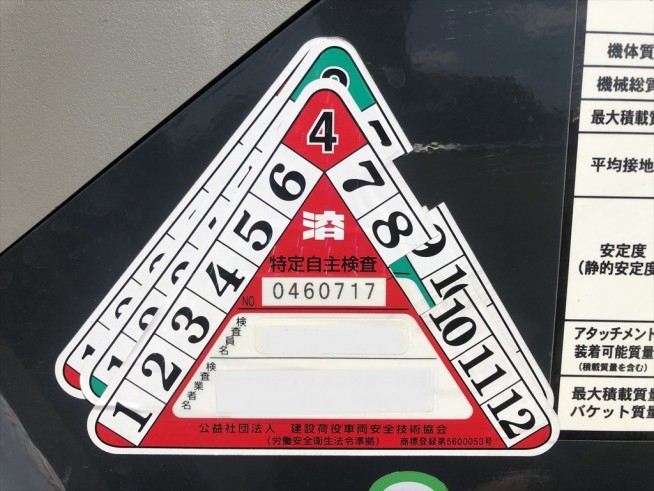 4
6 7
5 8
4
3 10
2 11
1 12
済
特定自主検査
NO 0460717
検査員名
検査業者名
公益社団法人 建設荷役車両安全技術協会
(労働安全衛生法令準拠) 商標登録第5600053号
機体質
機械総質
最大積載質
平均接地
安定度
(静的安定度
アタッチメント
装着可能質量
(積載質量を含む)
最大積載質量
バケット質量